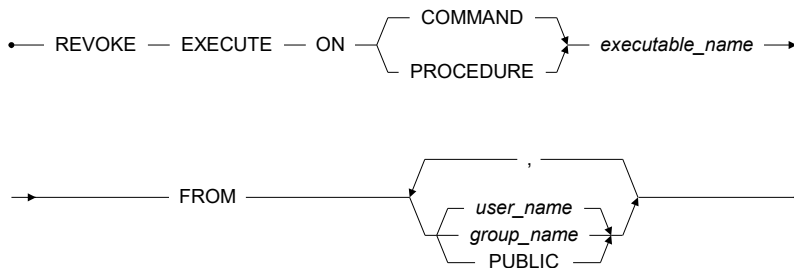 COMMAND
REVOKE EXECUTE ON executable_name
PROCEDURE
,
FROM
user_name
group_name
PUBLIC